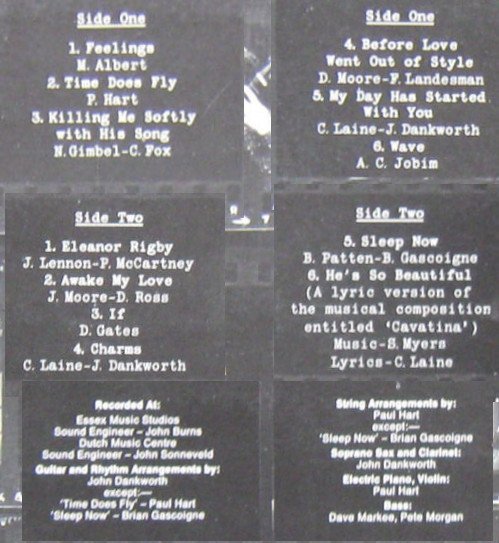 Side One
1. Feelings
M. Albert
2. Time Does Fly
P. Hart
3. Killing Me Softly
with His Song
N. Gimbel-C. Fox
Side One
4. Before Love
Went Out of Style
D. Moore-F. Landesman
5. My Day Has Started
With You
C. Laine-J. Dankworth
6. Wave
A. C. Jobim
Side Two
1. Eleanor Rigby
J. Lennon-P. McCartney
2. Awake My Love
J. Moore-D. Ross
3. If
D. Gates
4. Charms
C. Laine-J. Dankworth
Side Two
5. Sleep Now
B. Patten-B. Gascoigne
6. He's So Beautiful
(A lyric version of
the musical composition
entitled 'Cavatina')
Music-S. Myers
Lyrics-C. Laine
Recorded At:
Essex Music Studios
Sound Engineer – John Burns
Dutch Music Centre
Sound Engineer – John Sonneveld
Guitar and Rhythm Arrangements by:
John Dankworth
except:—
'Time Does Fly' – Paul Hart
'Sleep Now' – Brian Gascoigne
String Arrangements by:
Paul Hart
except:—
'Sleep Now' – Brian Gascoigne
Soprano Sax and Clarinet:
John Dankworth
Electric Piano, Violin:
Paul Hart
Bass:
Dave Markee, Pete Morgan